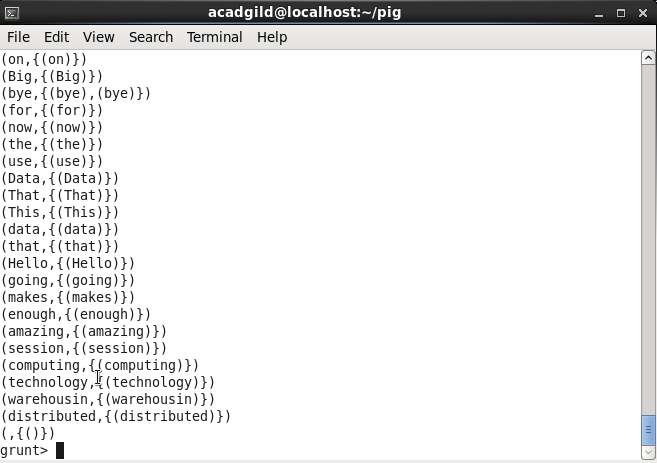 acadgild@localhost:~/pig
File Edit View Search Terminal Help
(on,{(on)})
(Big,{(Big)})
(bye,{(bye),(bye)})
(for,{(for)})
(now,{(now)})
(the,{(the)})
(use,{(use)})
(Data,{(Data)})
(That,{(That)})
(This,{(This)})
(data,{(data)})
(that,{(that)})
(Hello,{(Hello)})
(going,{(going)})
(makes,{(makes)})
(enough,{(enough)})
(amazing,{(amazing)})
(session,{(session)})
(computing,{(computing)})
(technology,{(technology)})
(warehousin,{(warehousin)})
(distributed,{(distributed)})
(,{()})
grunt>